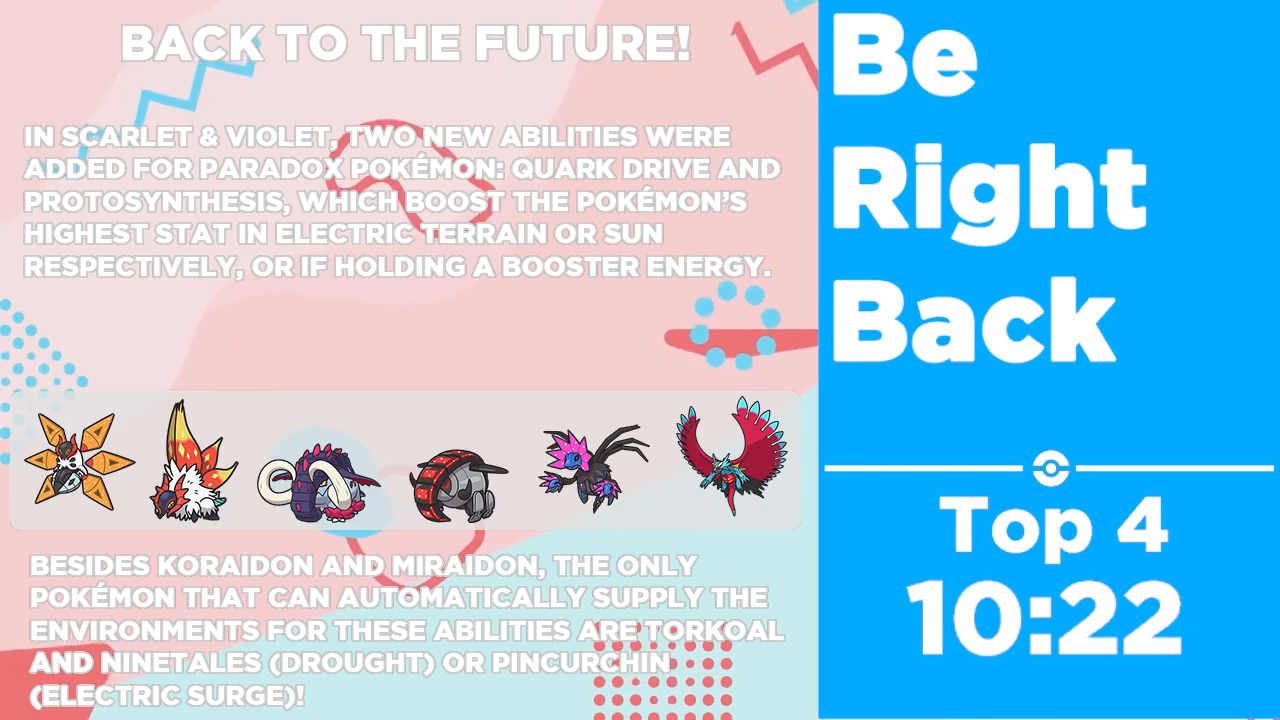 BACK TO THE FUTURE!
IN SCARLET & VIOLET, TWO NEW ABILITIES WERE
ADDED FOR PARADOX POKÉMON: QUARK DRIVE AND
PROTOSYNTHESIS, WHICH BOOST THE POKÉMON'S
HIGHEST STAT IN ELECTRIC TERRAIN OR SUN
RESPECTIVELY, OR IF HOLDING A BOOSTER ENERGY.
BESIDES KORAIDON AND MIRAIDON, THE ONLY
POKÉMON THAT CAN AUTOMATICALLY SUPPLY THE
ENVIRONMENTS FOR THESE ABILITIES ARE TORKOAL
AND NINETALES (DROUGHT) OR PINCURCHIN
(ELECTRIC SURGE)!
Be
Right
Back
Top 4
10:22